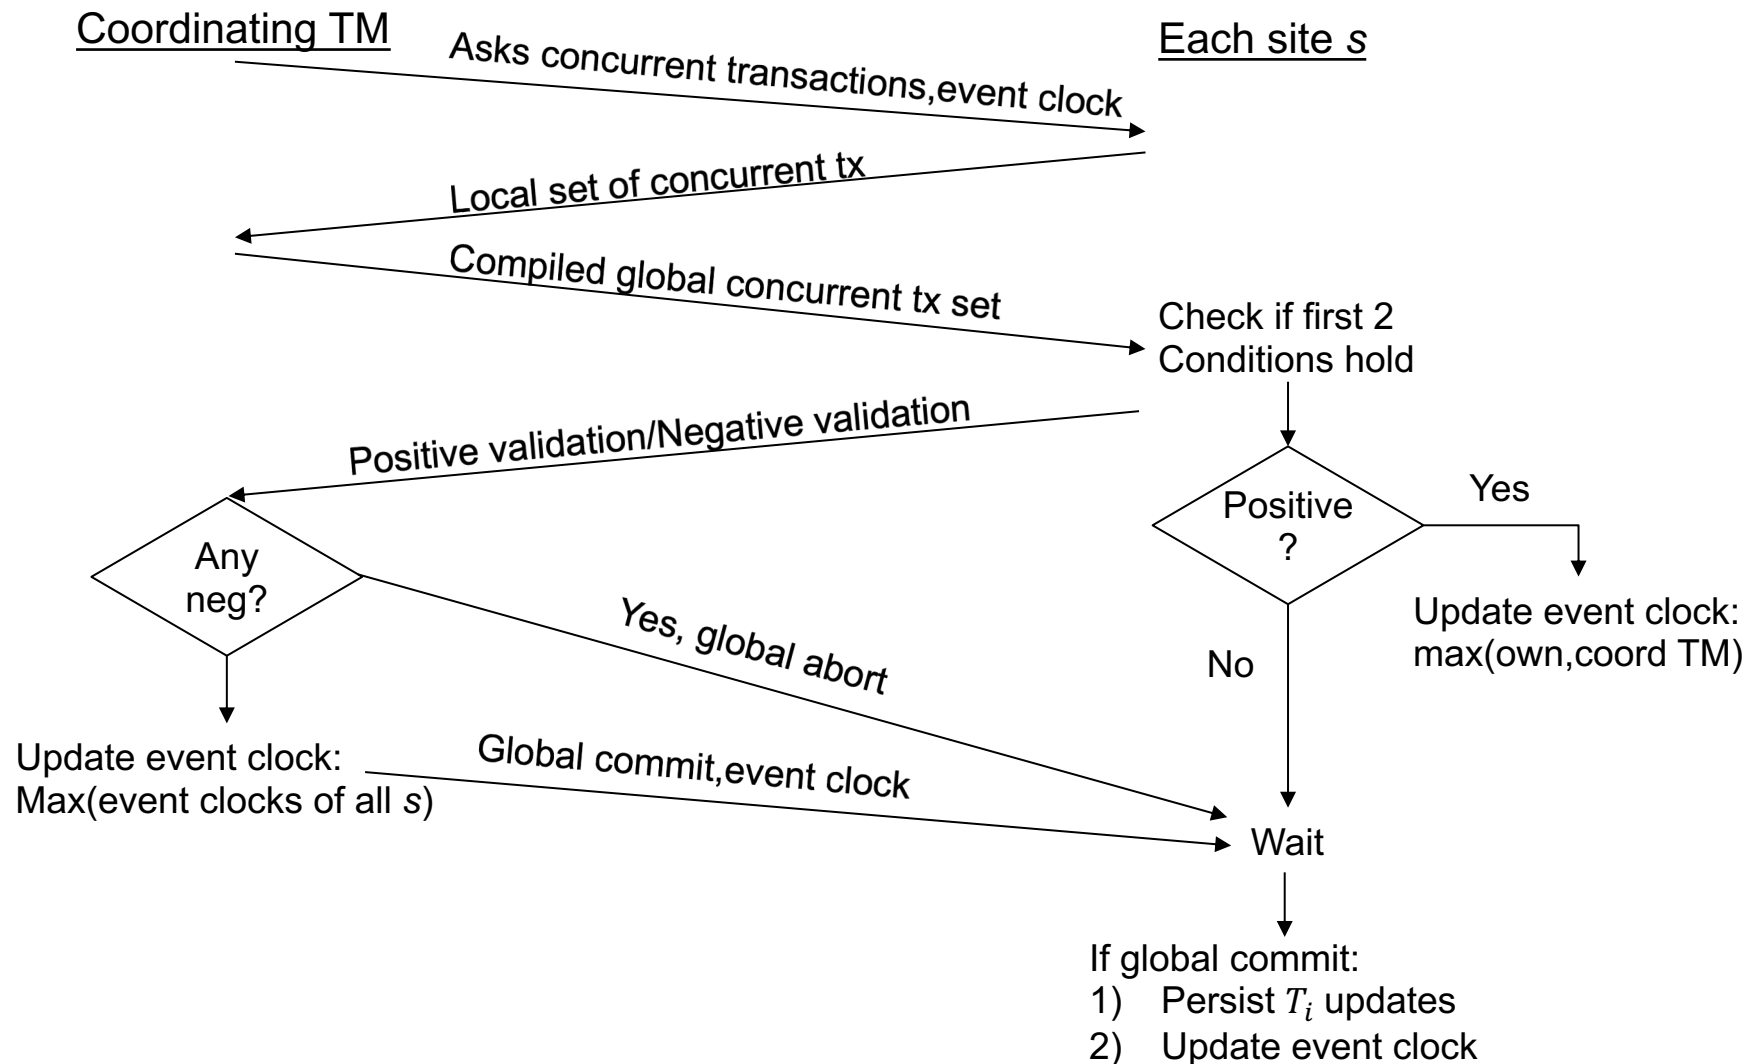 Coordinating TM
Each site s
Asks concurrent transactions,event clock
Local set of concurrent tx
Compiled global concurrent tx set
Check if first 2
Conditions hold
Positive validation/Negative validation
Positive
?
Yes
Any
neg?
Update event clock:
max(own,coord TM)
Yes, global abort
No
Update event clock:
Max(event clocks of all s)
Global commit,event clock
Wait
If global commit:
1) Persist T_i updates
2) Update event clock